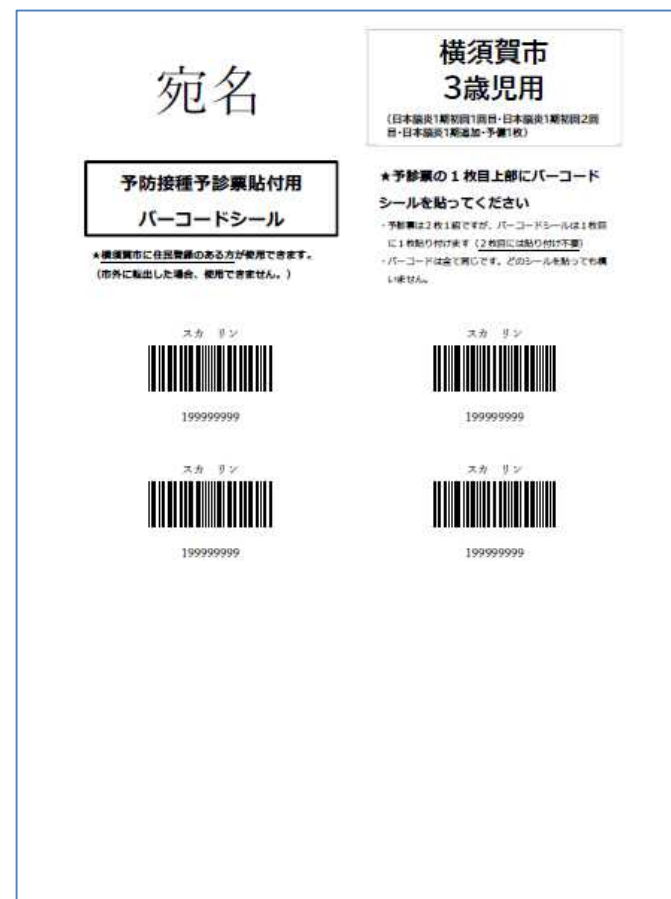 宛名
横須賀市
3歳児用
(日本脳炎1期初回1回目・日本脳炎1期初回2回
目・日本脳炎1期追加・予備1枚)
予防接種予診票貼付用
バーコードシール
★横須賀市に住民登録のある方が使用できます。
(市外に転出した場合、使用できません。)
★予診票の1枚目上部にバーコード
シールを貼ってください
・予診票は2枚1組ですが、バーコードシールは1枚目
に1枚貼り付けます(2枚目には貼り付け不要)
・バーコードは全て同じです。どのシールを貼っても構
いません。
スカ リン
199999999
スカ リン
199999999
スカ リン
199999999
スカ リン
199999999